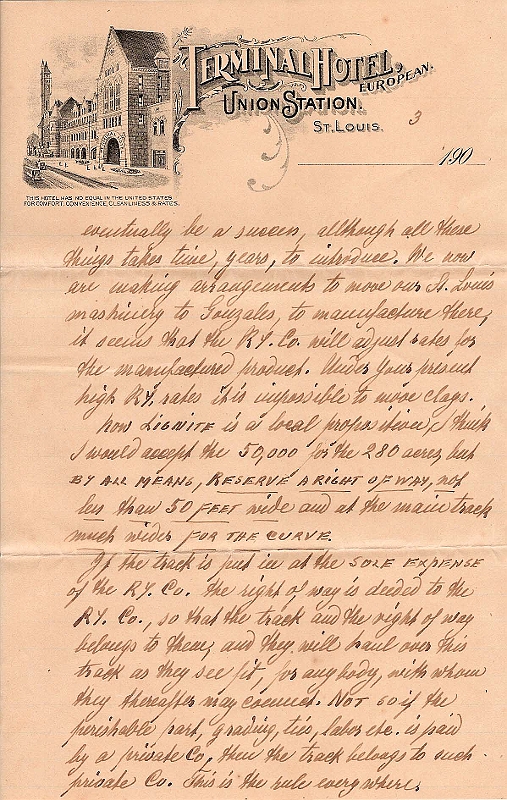 TERMINAL HOTEL,
EUROPEAN.
UNION STATION.
ST. LOUIS.
3
190
THIS HOTEL HAS NO EQUAL IN THE UNITED STATES
FOR COMFORT, CONVENIENCE, CLEANLINESS & RATES.
eventually be a success, although all these
things takes time, years, to introduce. We now
are making arrangements to move our St. Louis
mashinery to Gonzales, to manufacture there,
it seems that the RY. Co. will adjust rates for
the manufactured product. Under Your present
high RY. rates it is impossible to move clays.
Now LIGNITE is a local proposition, I think
I would accept the 50,000 for the 280 acres, but
BY ALL MEANS, RESERVE A RIGHT OF WAY, not
less than 50 FEET wide and at the main track
much wider FOR THE CURVE.
If the track is put in at the SOLE EXPENSE
of the RY. Co. the right of way is deeded to the
RY. Co., so that the track and the right of way
belongs to them, and they will haul over this
track as they see fit, for anybody, with whom
they thereafter may connect. NOT so if the
perishable part, grading, ties, labor etc. is paid
by a private Co, then the track belongs to such
private Co. This is the rule everywhere.